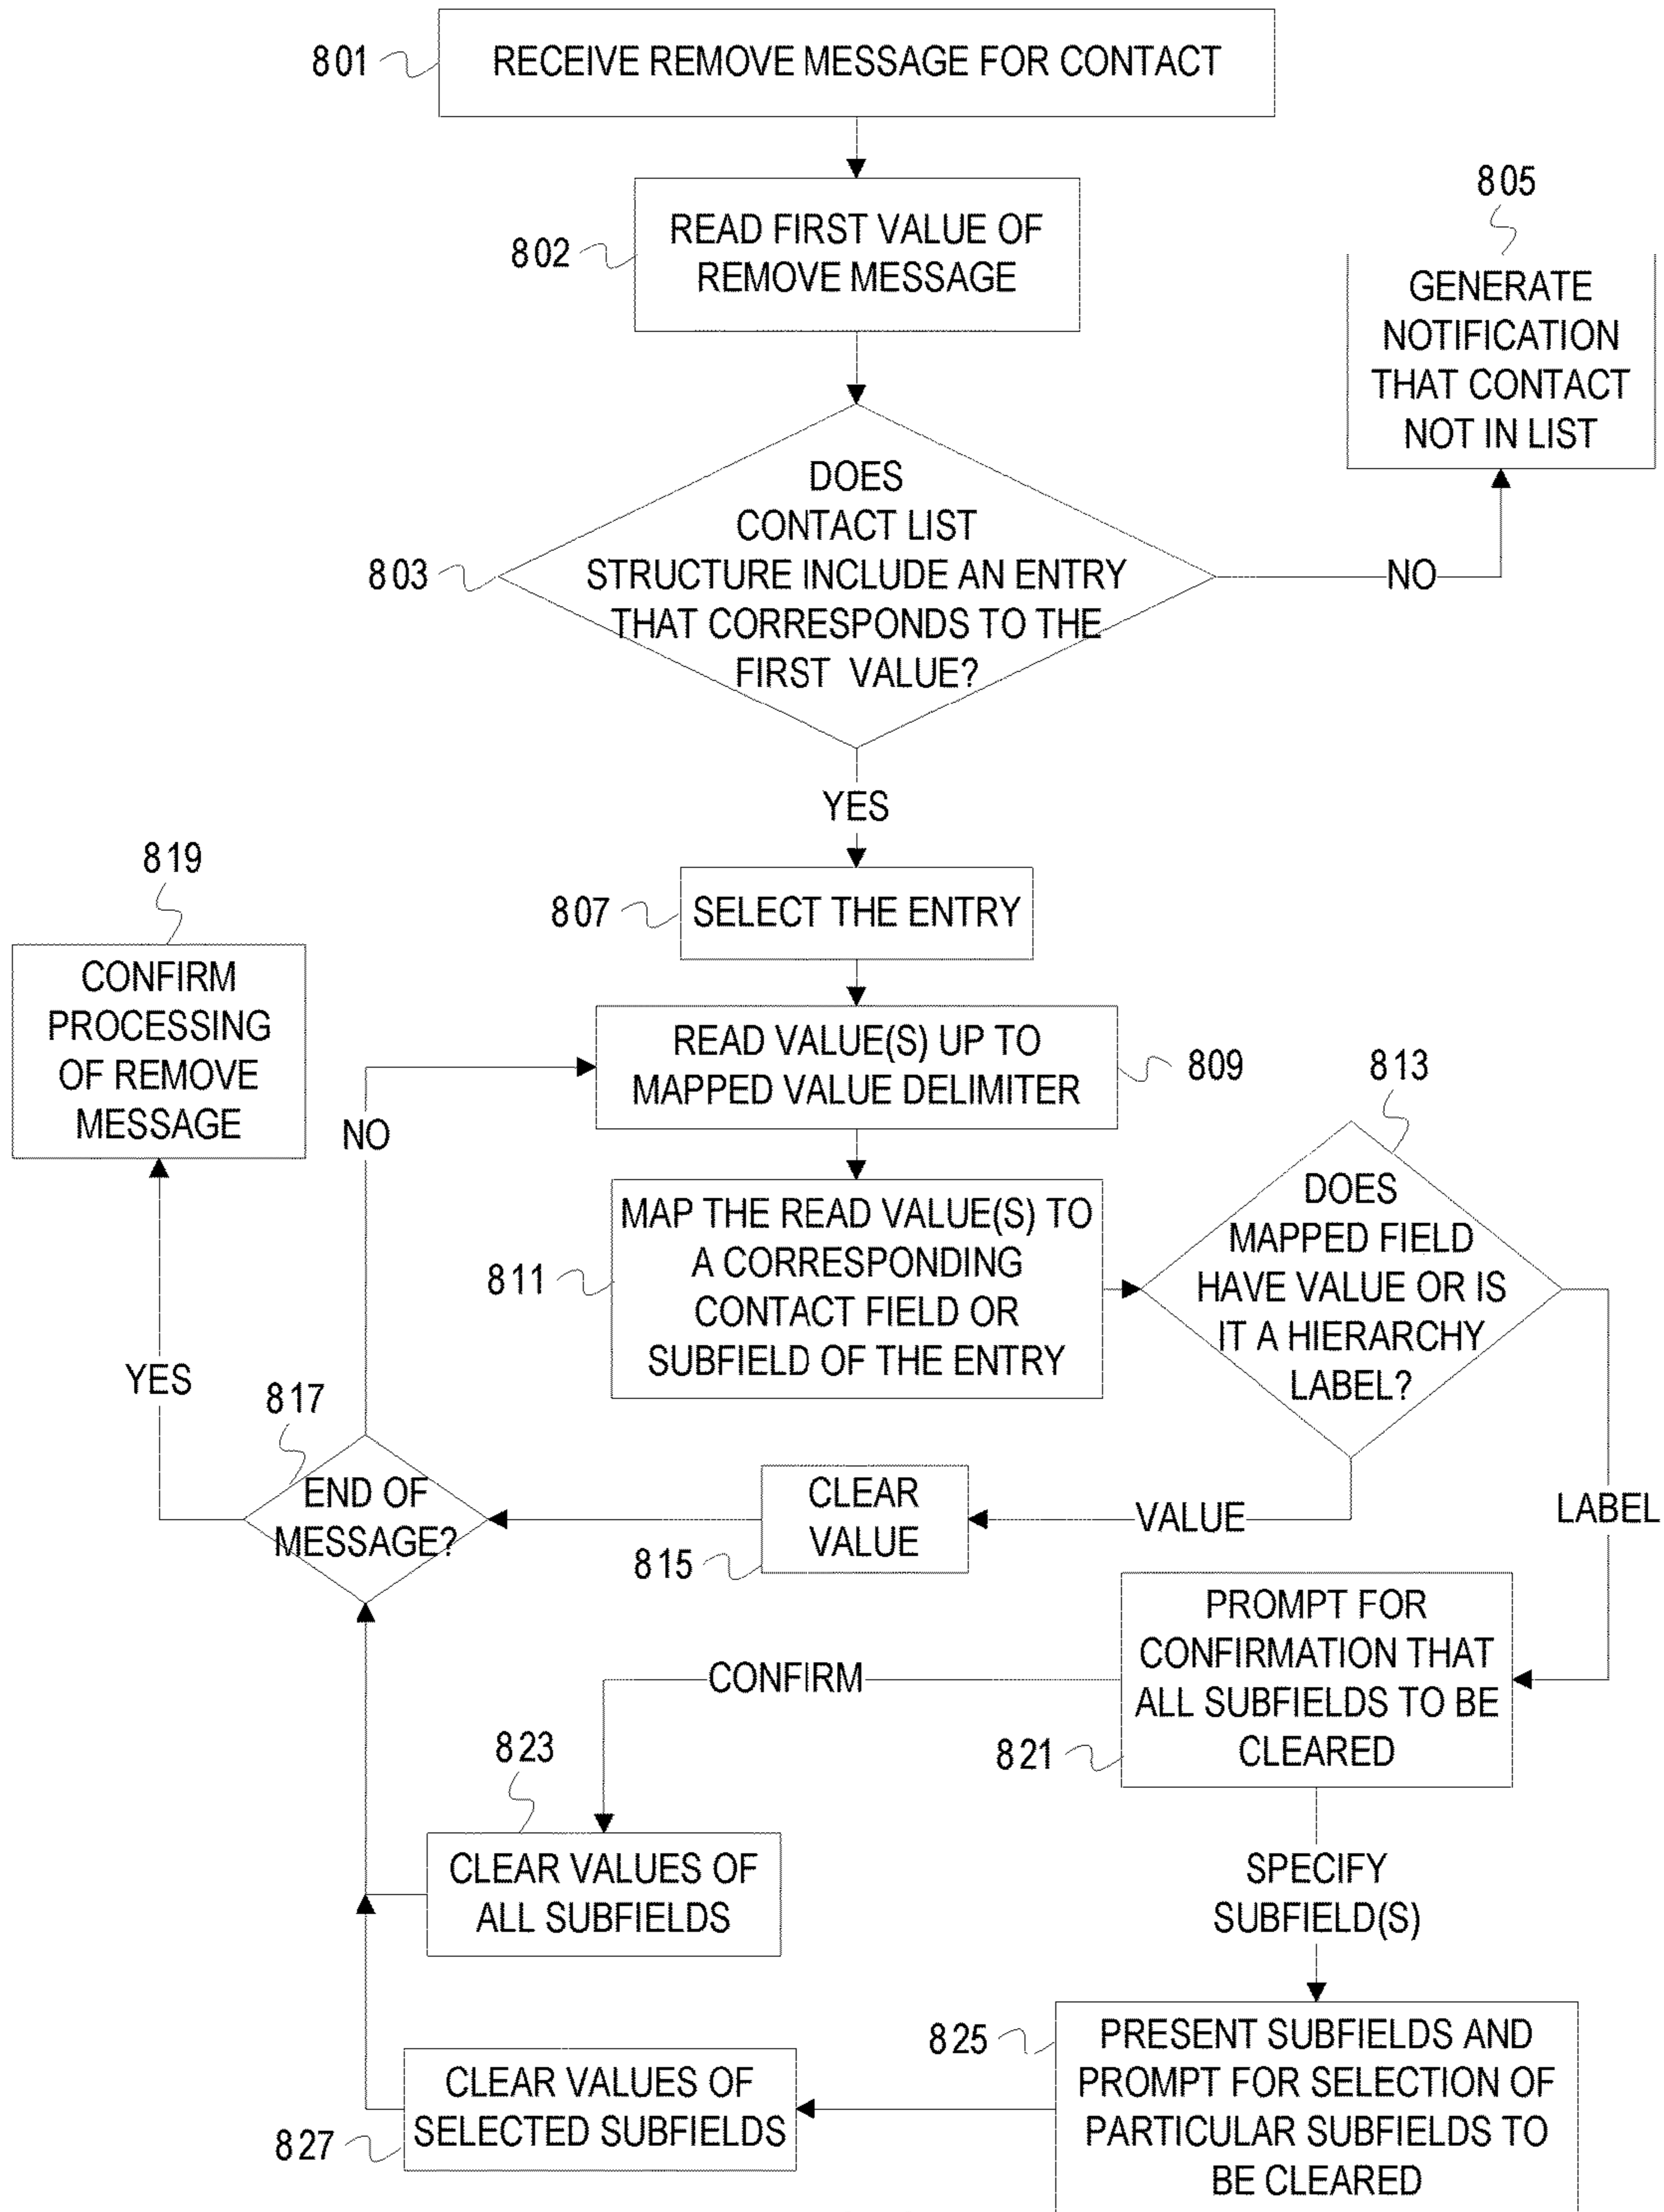 801
RECEIVE REMOVE MESSAGE FOR CONTACT
802
READ FIRST VALUE OF
REMOVE MESSAGE
805
GENERATE
NOTIFICATION
THAT CONTACT
NOT IN LIST
803
DOES
CONTACT LIST
STRUCTURE INCLUDE AN ENTRY
THAT CORRESPONDS TO THE
FIRST VALUE?
NO
YES
807
SELECT THE ENTRY
819
CONFIRM
PROCESSING
OF REMOVE
MESSAGE
READ VALUE(S) UP TO
MAPPED VALUE DELIMITER
809
NO
811
MAP THE READ VALUE(S) TO
A CORRESPONDING
CONTACT FIELD OR
SUBFIELD OF THE ENTRY
813
DOES
MAPPED FIELD
HAVE VALUE OR IS
IT A HIERARCHY
LABEL?
YES
817
END OF
MESSAGE?
815
CLEAR
VALUE
VALUE
LABEL
821
PROMPT FOR
CONFIRMATION THAT
ALL SUBFIELDS TO BE
CLEARED
CONFIRM
823
CLEAR VALUES OF
ALL SUBFIELDS
SPECIFY
SUBFIELD(S)
825
PRESENT SUBFIELDS AND
PROMPT FOR SELECTION OF
PARTICULAR SUBFIELDS TO
BE CLEARED
827
CLEAR VALUES OF
SELECTED SUBFIELDS